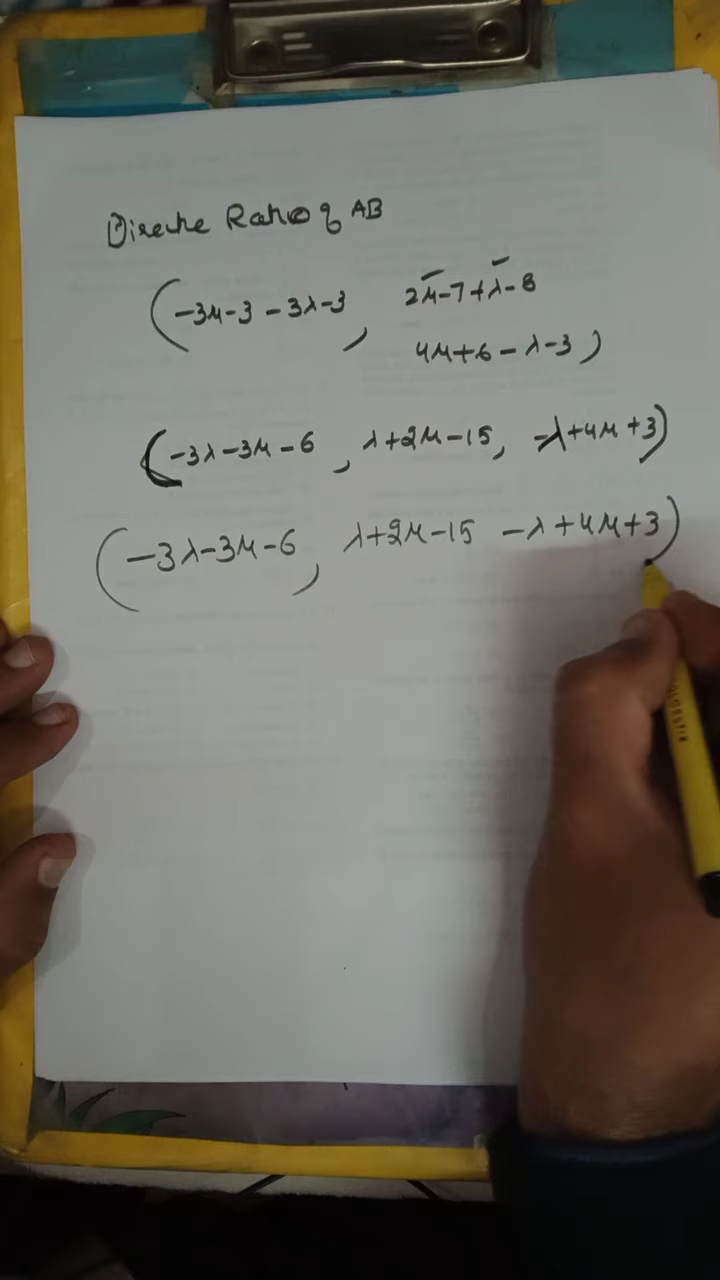 Direche Ratio of AB
(-3μ-3-3λ-3, 2μ-7+λ-8
4μ+6-λ-3)
(-3λ-3μ-6, λ+2μ-15, -λ+4μ+3)
(-3λ-3μ-6, λ+2μ-15 -λ+4μ+3)